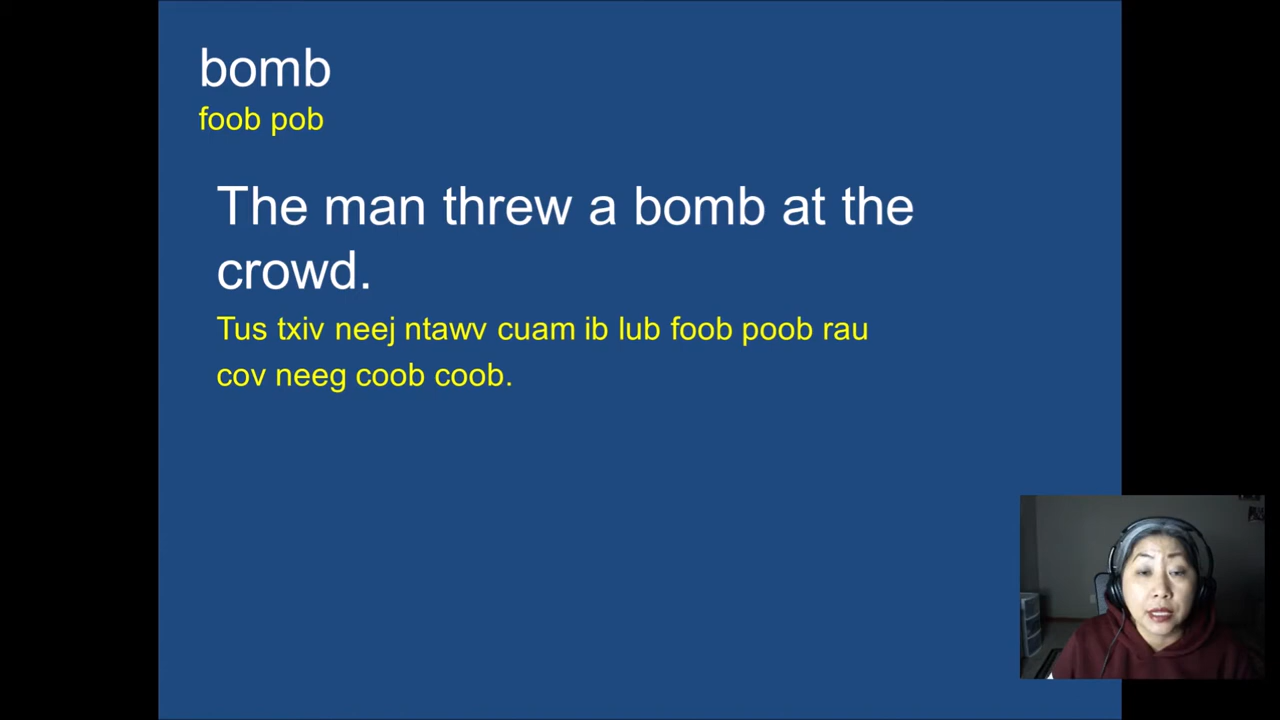 bomb
foob pob
The man threw a bomb at the
crowd.
Tus txiv neej ntawv cuam ib lub foob poob rau
cov neeg coob coob.